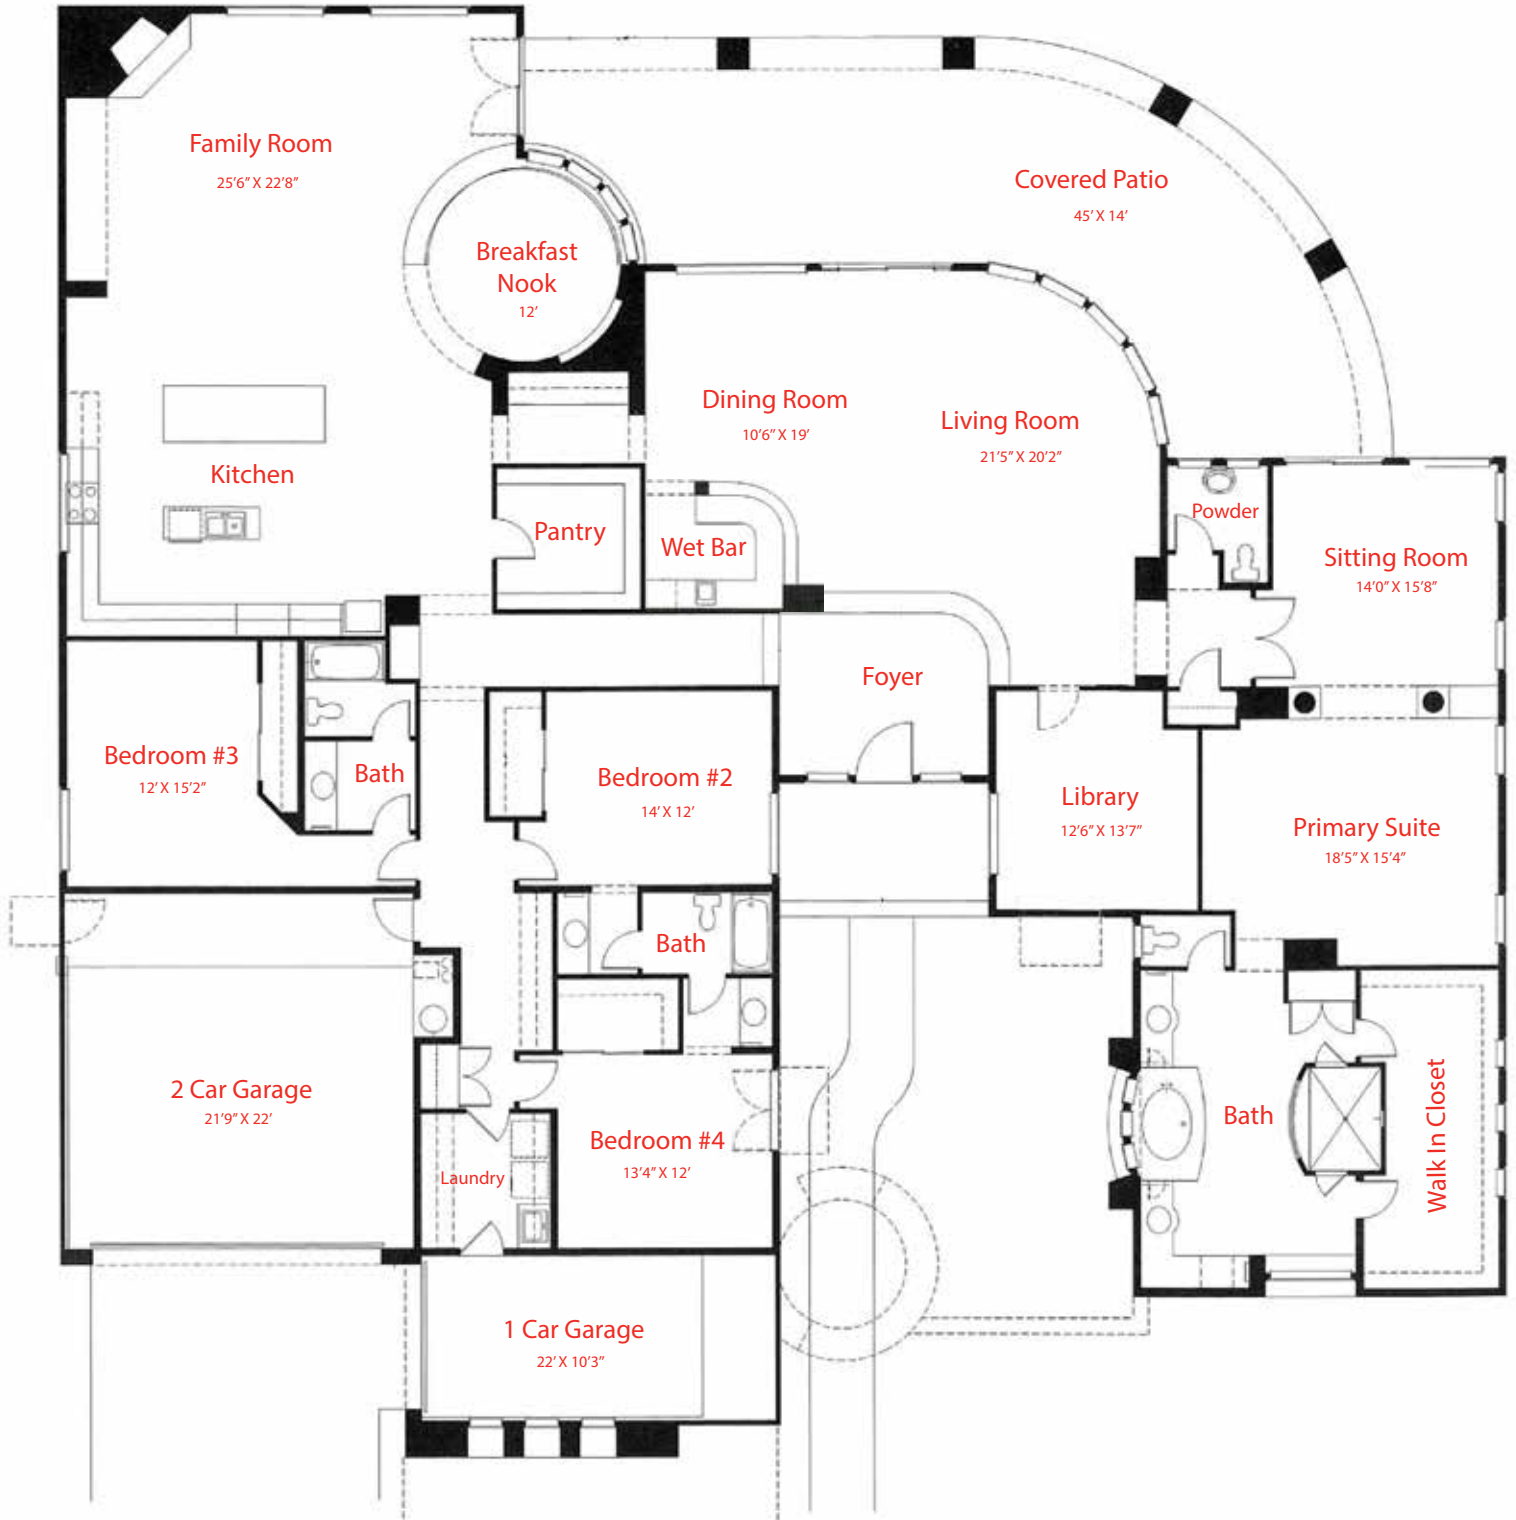 Family Room
25'6" X 22'8"
Covered Patio
45' X 14'
Breakfast
Nook
12'
Dining Room
10'6" X 19'
Living Room
21'5" X 20'2"
Kitchen
Pantry
Wet Bar
Powder
Sitting Room
14'0" X 15'8"
Foyer
Bedroom #3
12' X 15'2"
Bath
Bedroom #2
14' X 12'
Library
12'6" X 13'7"
Primary Suite
18'5" X 15'4"
Bath
2 Car Garage
21'9" X 22'
Bedroom #4
13'4" X 12'
Laundry
Bath
Walk In Closet
1 Car Garage
22' X 10'3"